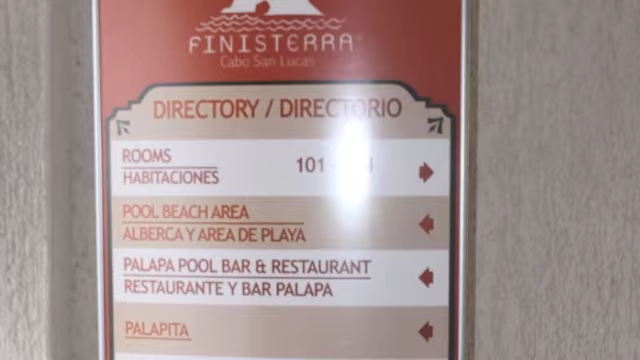 FINISTERRA
Cabo San Lucas
DIRECTORY / DIRECTORIO
ROOMS
HABITACIONES
101
POOL BEACH AREA
ALBERCA Y AREA DE PLAYA
PALAPA POOL BAR & RESTAURANT
RESTAURANTE Y BAR PALAPA
PALAPITA